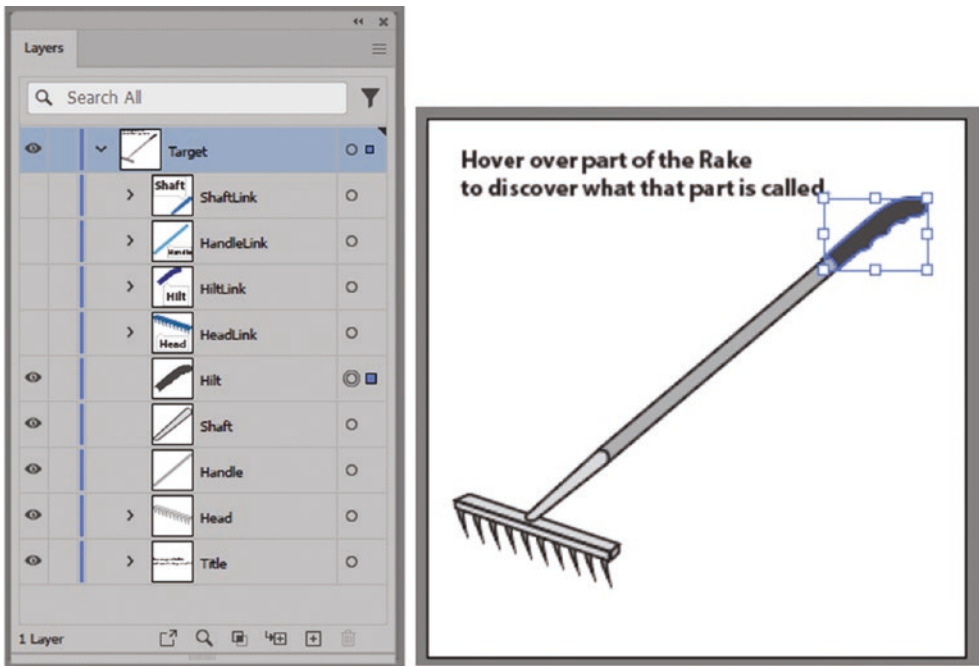 Layers
Search All
Target
Shaft
ShaftLink
Handle
HandleLink
Hilt
HiltLink
Head
HeadLink
Hilt
Shaft
Handle
Head
Title
1 Layer
Hover over part of the Rake
to discover what that part is called